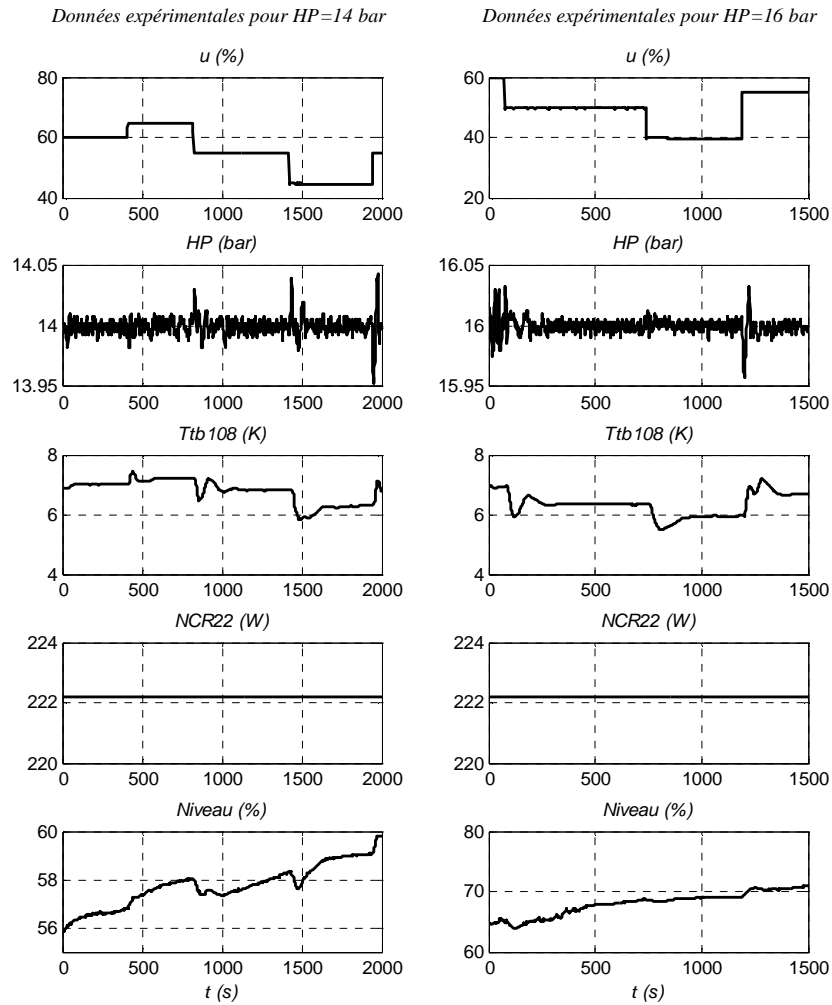 Données expérimentales pour HP=14 bar
Données expérimentales pour HP=16 bar
u (%)
80
60
40
0 500 1000 1500 2000
HP (bar)
14.05
14
13.95
0 500 1000 1500 2000
Ttb108 (K)
8
6
4
0 500 1000 1500 2000
NCR22 (W)
224
222
220
0 500 1000 1500 2000
Niveau (%)
60
58
56
0 500 1000 1500 2000
t (s)
u (%)
60
40
20
0 500 1000 1500
HP (bar)
16.05
16
15.95
0 500 1000 1500
Ttb108 (K)
8
6
4
0 500 1000 1500
NCR22 (W)
224
222
220
0 500 1000 1500
Niveau (%)
80
70
60
0 500 1000 1500
t (s)